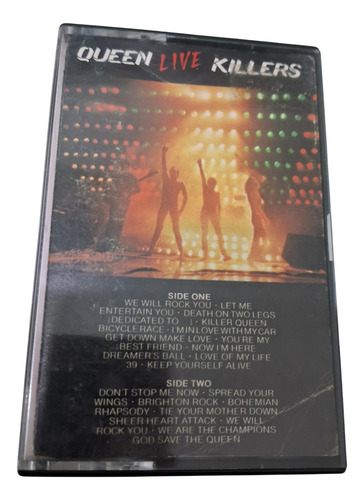 QUEEN LIVE KILLERS
SIDE ONE
WE WILL ROCK YOU · LET ME
ENTERTAIN YOU · DEATH ON TWO LEGS
(DEDICATED TO · KILLER QUEEN
BICYCLE RACE · I'M IN LOVE WITH MY CAR
GET DOWN MAKE LOVE · YOU'RE MY
BEST FRIEND · NOW I'M HERE
DREAMER'S BALL · LOVE OF MY LIFE
39 · KEEP YOURSELF ALIVE
SIDE TWO
DON'T STOP ME NOW · SPREAD YOUR
WINGS · BRIGHTON ROCK · BOHEMIAN
RHAPSODY · TIE YOUR MOTHER DOWN
SHEER HEART ATTACK · WE WILL
ROCK YOU · WE ARE THE CHAMPIONS
GOD SAVE THE QUEEN